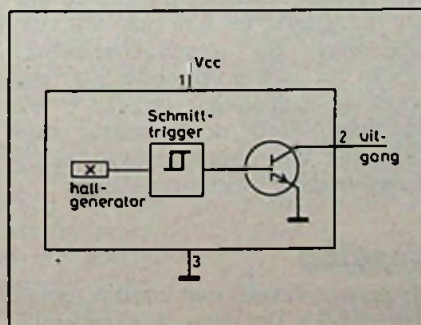 Vcc
1
Schmitt-
trigger
2 uit-
gang
hall-
generator
3